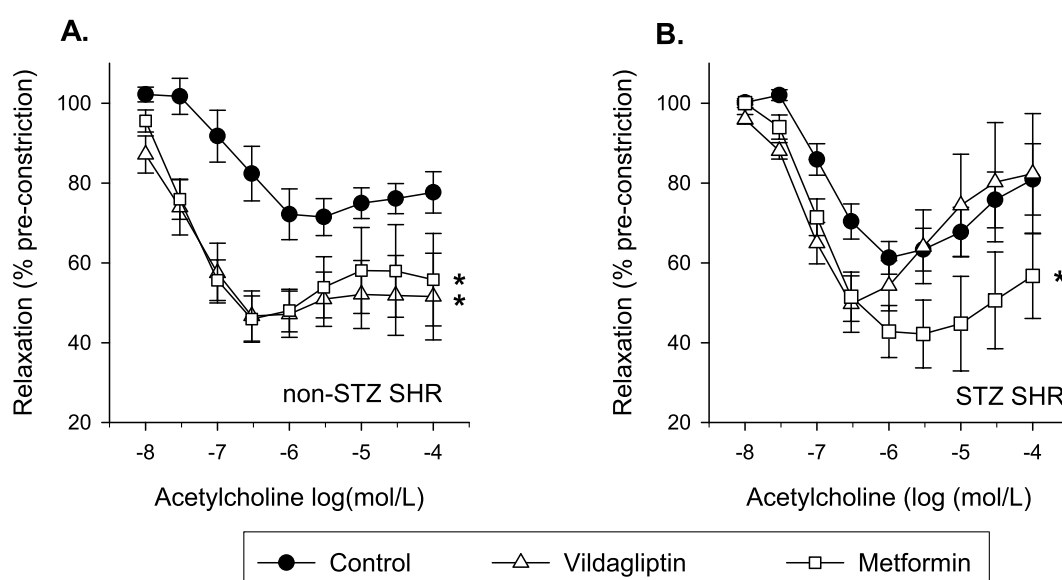 A.
Relaxation (% pre-constriction)
100
80
60
40
20
*
*
non-STZ SHR
-8 -7 -6 -5 -4
Acetylcholine log(mol/L)
B.
Relaxation (% pre-constriction)
100
80
60
40
20
*
STZ SHR
-8 -7 -6 -5 -4
Acetylcholine (log (mol/L)
Control Vildagliptin Metformin